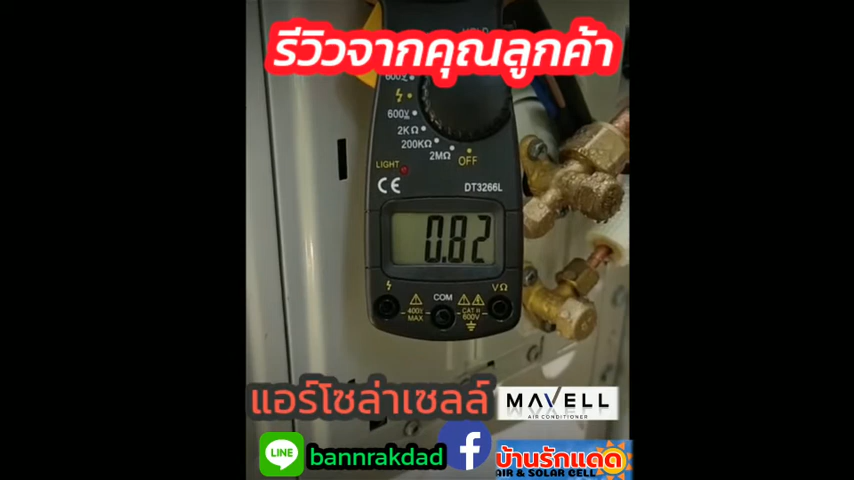 รีวิวจากคุณลูกค้า
600
600V
2KΩ
200KΩ
2MΩ
OFF
LIGHT
CE
DT3266L
0.82
COM
VΩ
400V
MAX
CAT II
600V
แอร์โซล่าเซลล์
MAVELL
AIR CONDITIONER
LINE
bannrakdad
f
บ้านรักแดด
AIR & SOLAR CELL